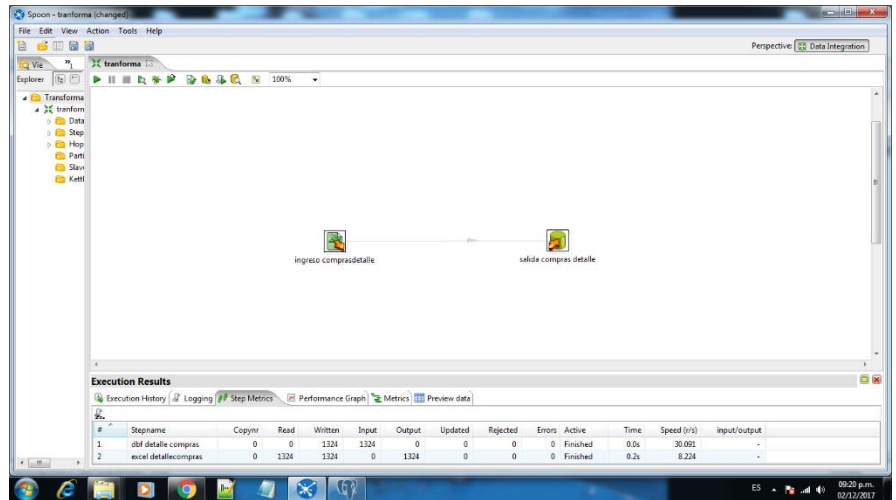 Spoon - tranforma (changed)
File Edit View Action Tools Help
Perspective: Data Integration
Vie »1 tranforma
Explorer 100%
Transforma
tranform
Data
Step
Hop
Parti
Slave
Kettl
ingreso comprasdetalle salida compras detalle
Execution Results
Execution History Logging Step Metrics Performance Graph Metrics Preview data
# Stepname Copynr Read Written Input Output Updated Rejected Errors Active Time Speed (r/s) input/output
1 dbf detalle compras 0 0 1324 1324 0 0 0 0 Finished 0.0s 30.091 -
2 excel detallecompras 0 1324 1324 0 1324 0 0 0 Finished 0.2s 8.224 -
ES 09:20 p.m.
02/12/2017